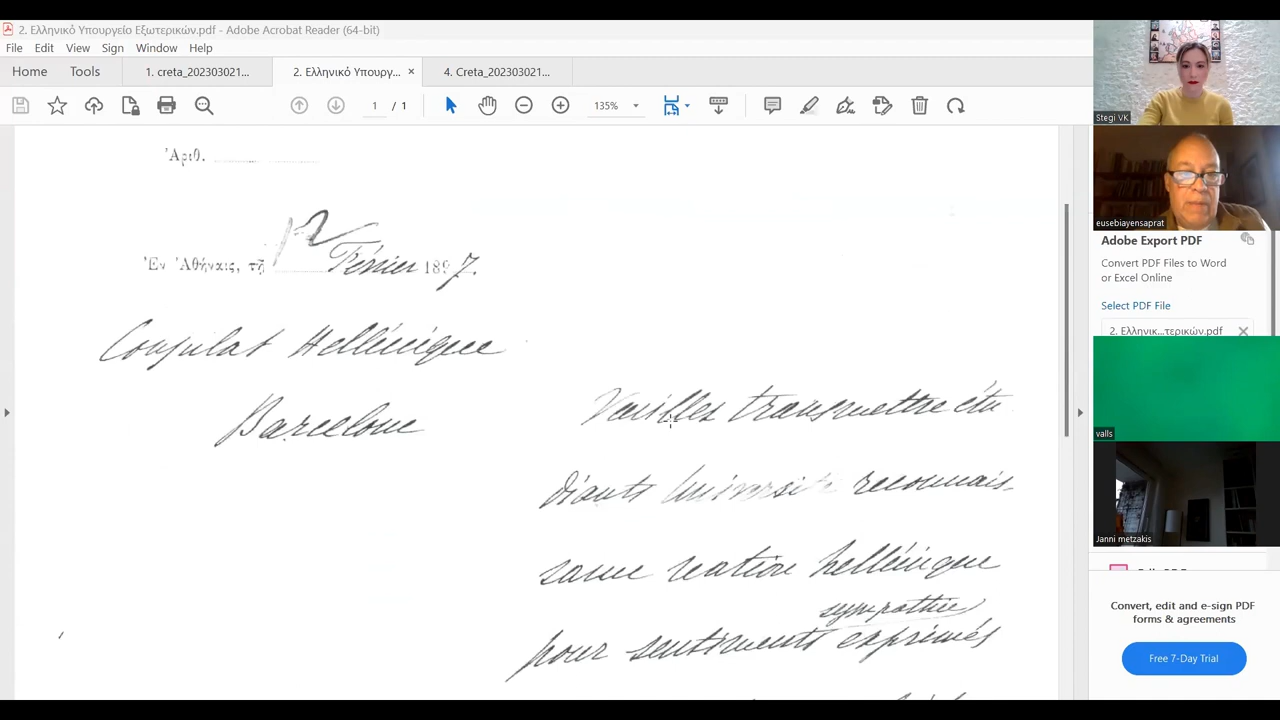 2. Ελληνικό Υπουργείο Εξωτερικών.pdf - Adobe Acrobat Reader (64-bit)
File Edit View Sign Window Help
Home Tools 1. creta_202303021... 2. Ελληνικό Υπουργ... × 4. Creta_202303021...
1 / 1 135%
Ἀριθ.
Ἐν Ἀθήναις, τῇ 12 Février 1897.
Consulat Hellénique
Barcelone
Veuillez transmettre étu
diants Université reconnais-
sance nation hellénique
sympathie
pour sentiments exprimés
Stegi VK
eusebiayensaprat
Adobe Export PDF
Convert PDF Files to Word
or Excel Online
Select PDF File
2. Ελληνικ...τερικών.pdf
valls
Janni metzakis
Convert, edit and e-sign PDF
forms & agreements
Free 7-Day Trial